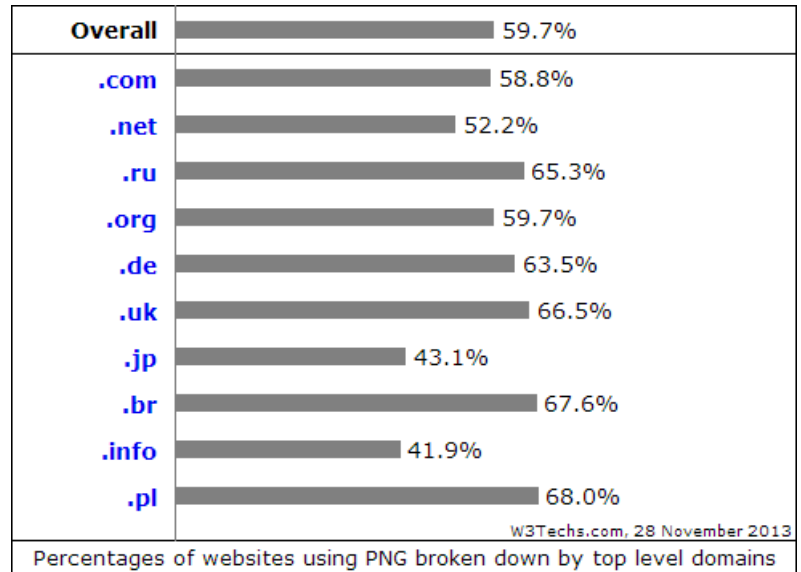 Overall 59.7%
.com 58.8%
.net 52.2%
.ru 65.3%
.org 59.7%
.de 63.5%
.uk 66.5%
.jp 43.1%
.br 67.6%
.info 41.9%
.pl 68.0%
W3Techs.com, 28 November 2013
Percentages of websites using PNG broken down by top level domains